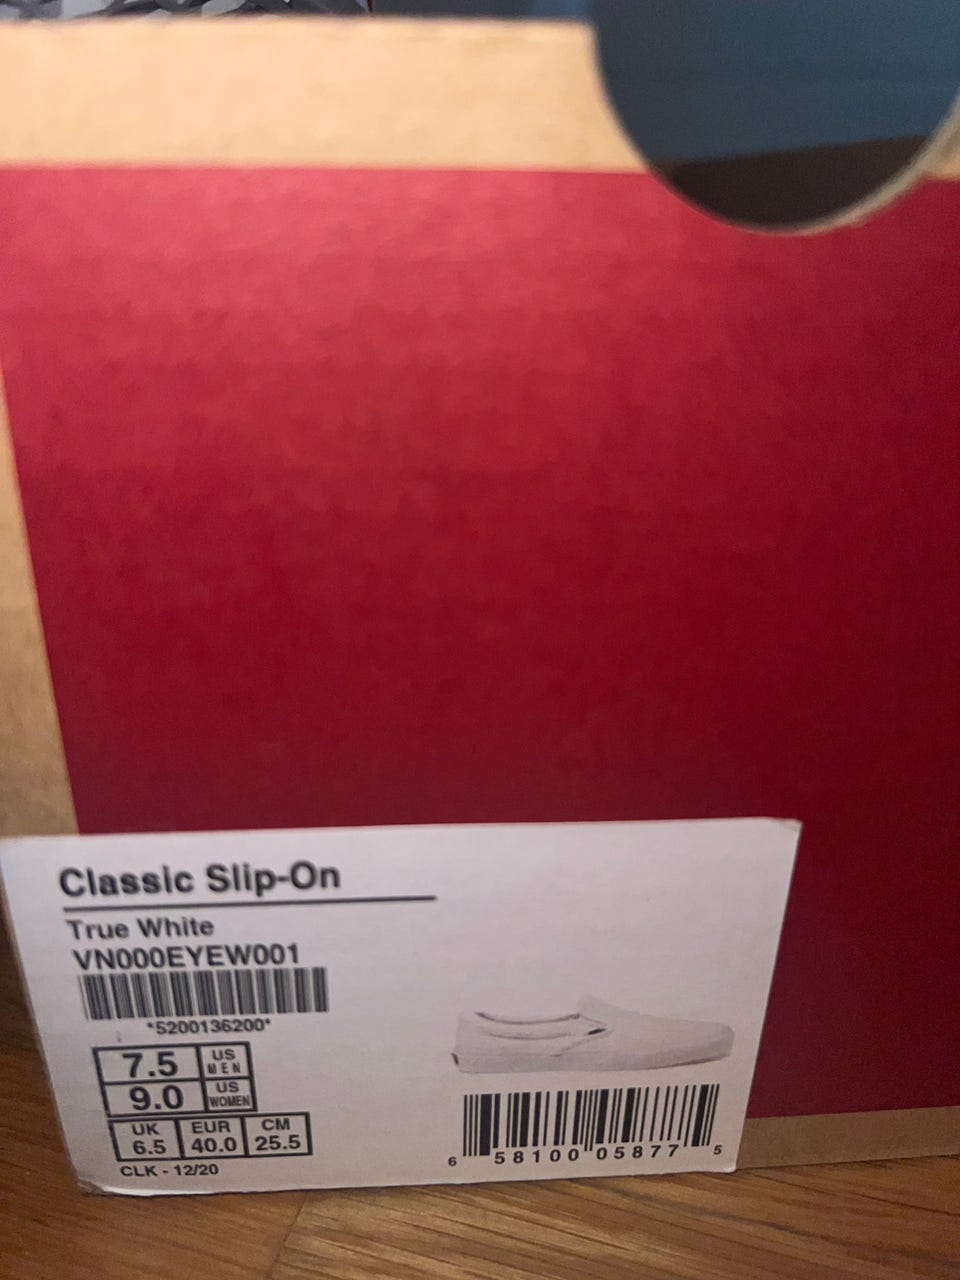 Classic Slip-On
True White
VN000EYEW001
*5200136200*
7.5 US MEN
9.0 US WOMEN
UK EUR CM
6.5 40.0 25.5
CLK - 12/20
6 58100 05877 5